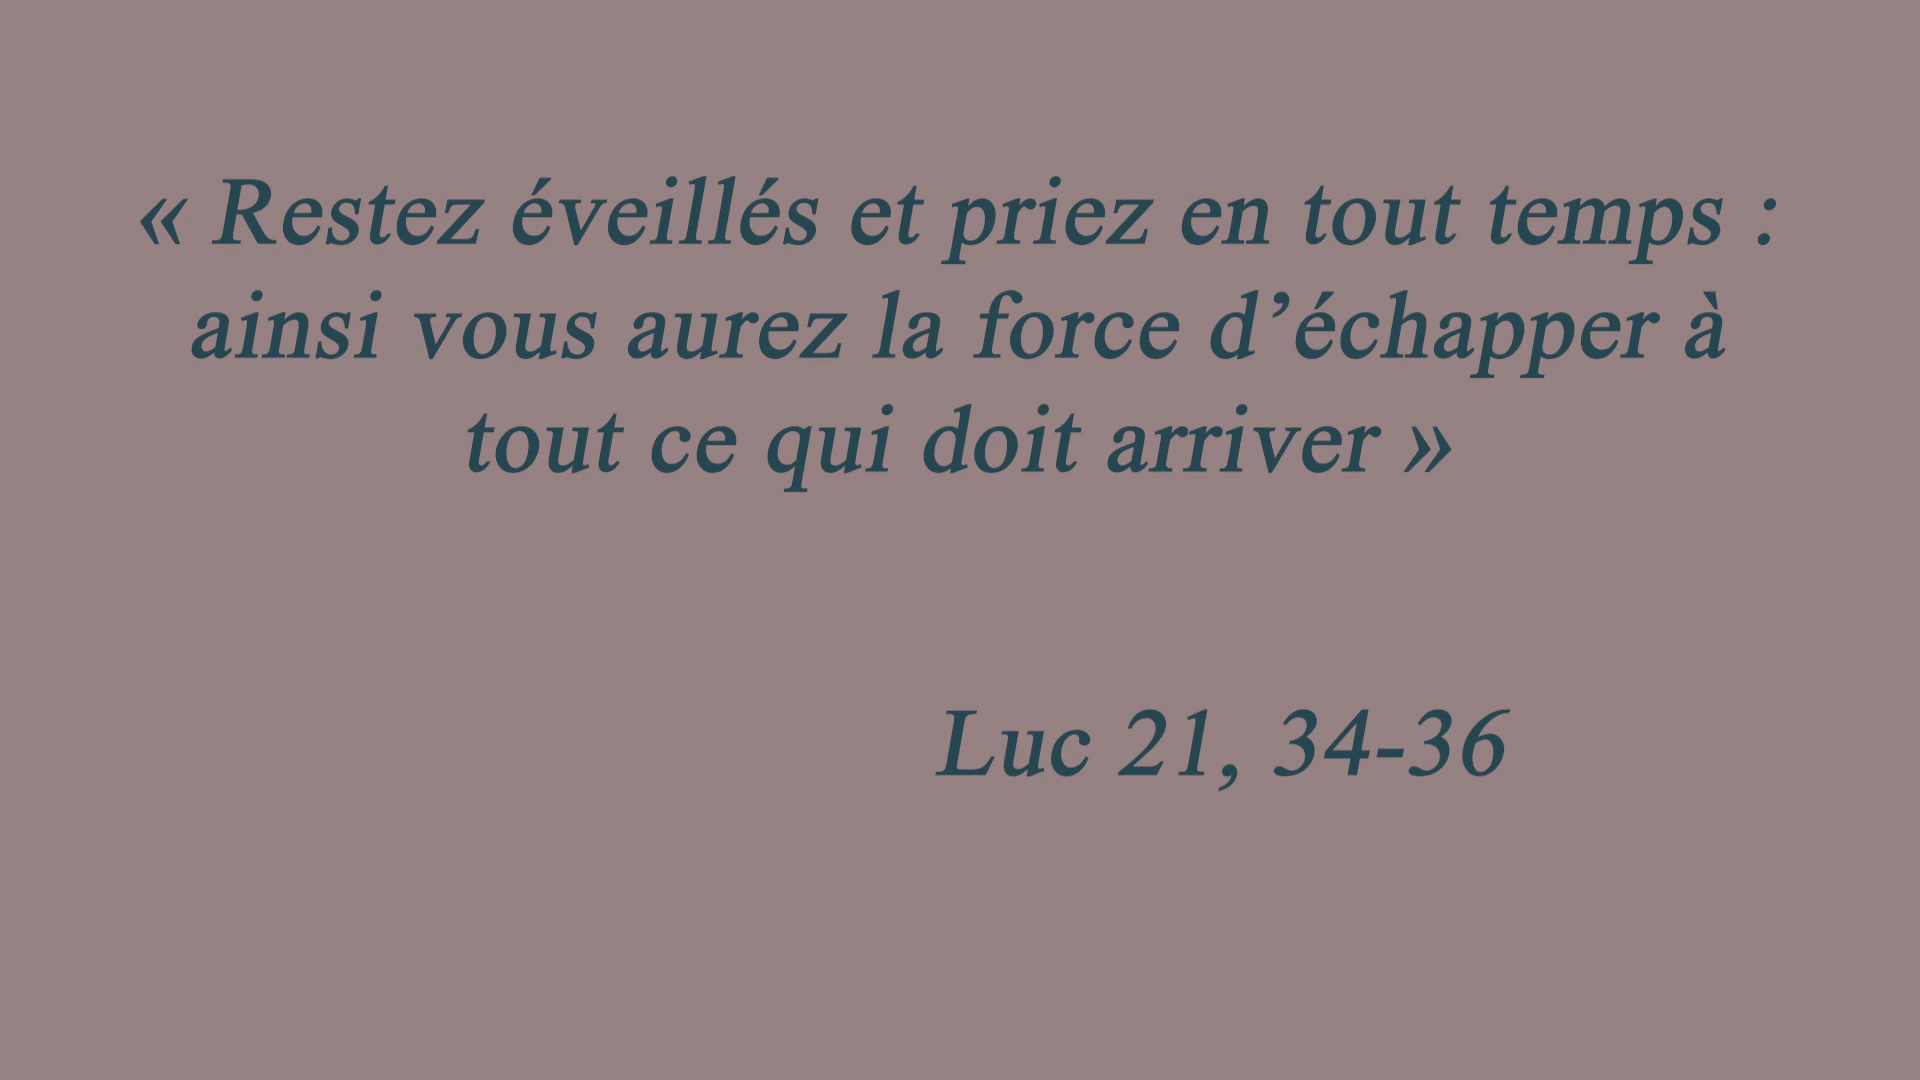 « Restez éveillés et priez en tout temps :
ainsi vous aurez la force d’échapper à
tout ce qui doit arriver »
Luc 21, 34-36